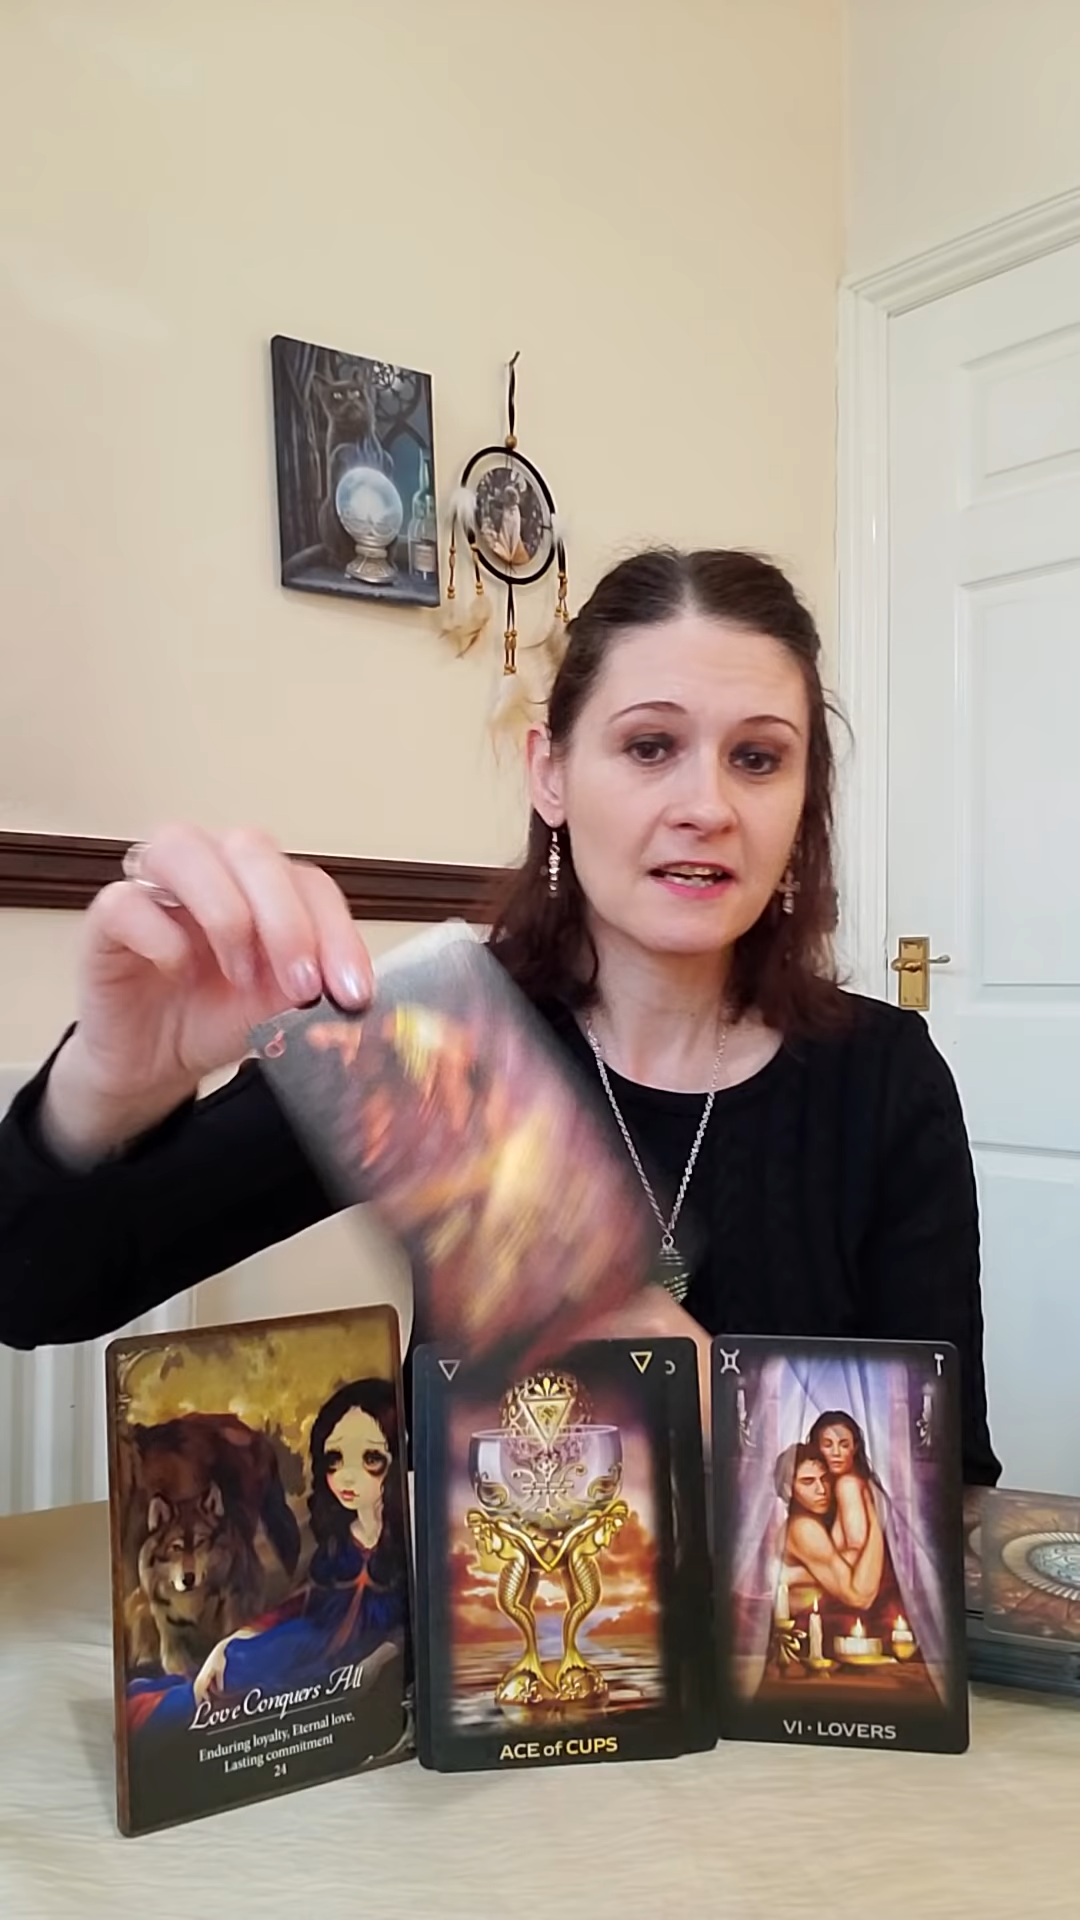 Love Conquers All
Enduring loyalty, Eternal love,
Lasting commitment
24
ACE of CUPS
VI • LOVERS